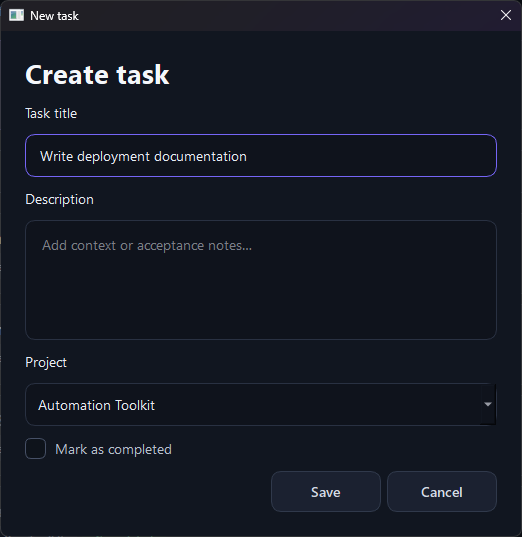 New task
Create task
Task title
Write deployment documentation
Description
Add context or acceptance notes...
Project
Automation Toolkit
Mark as completed
Save
Cancel